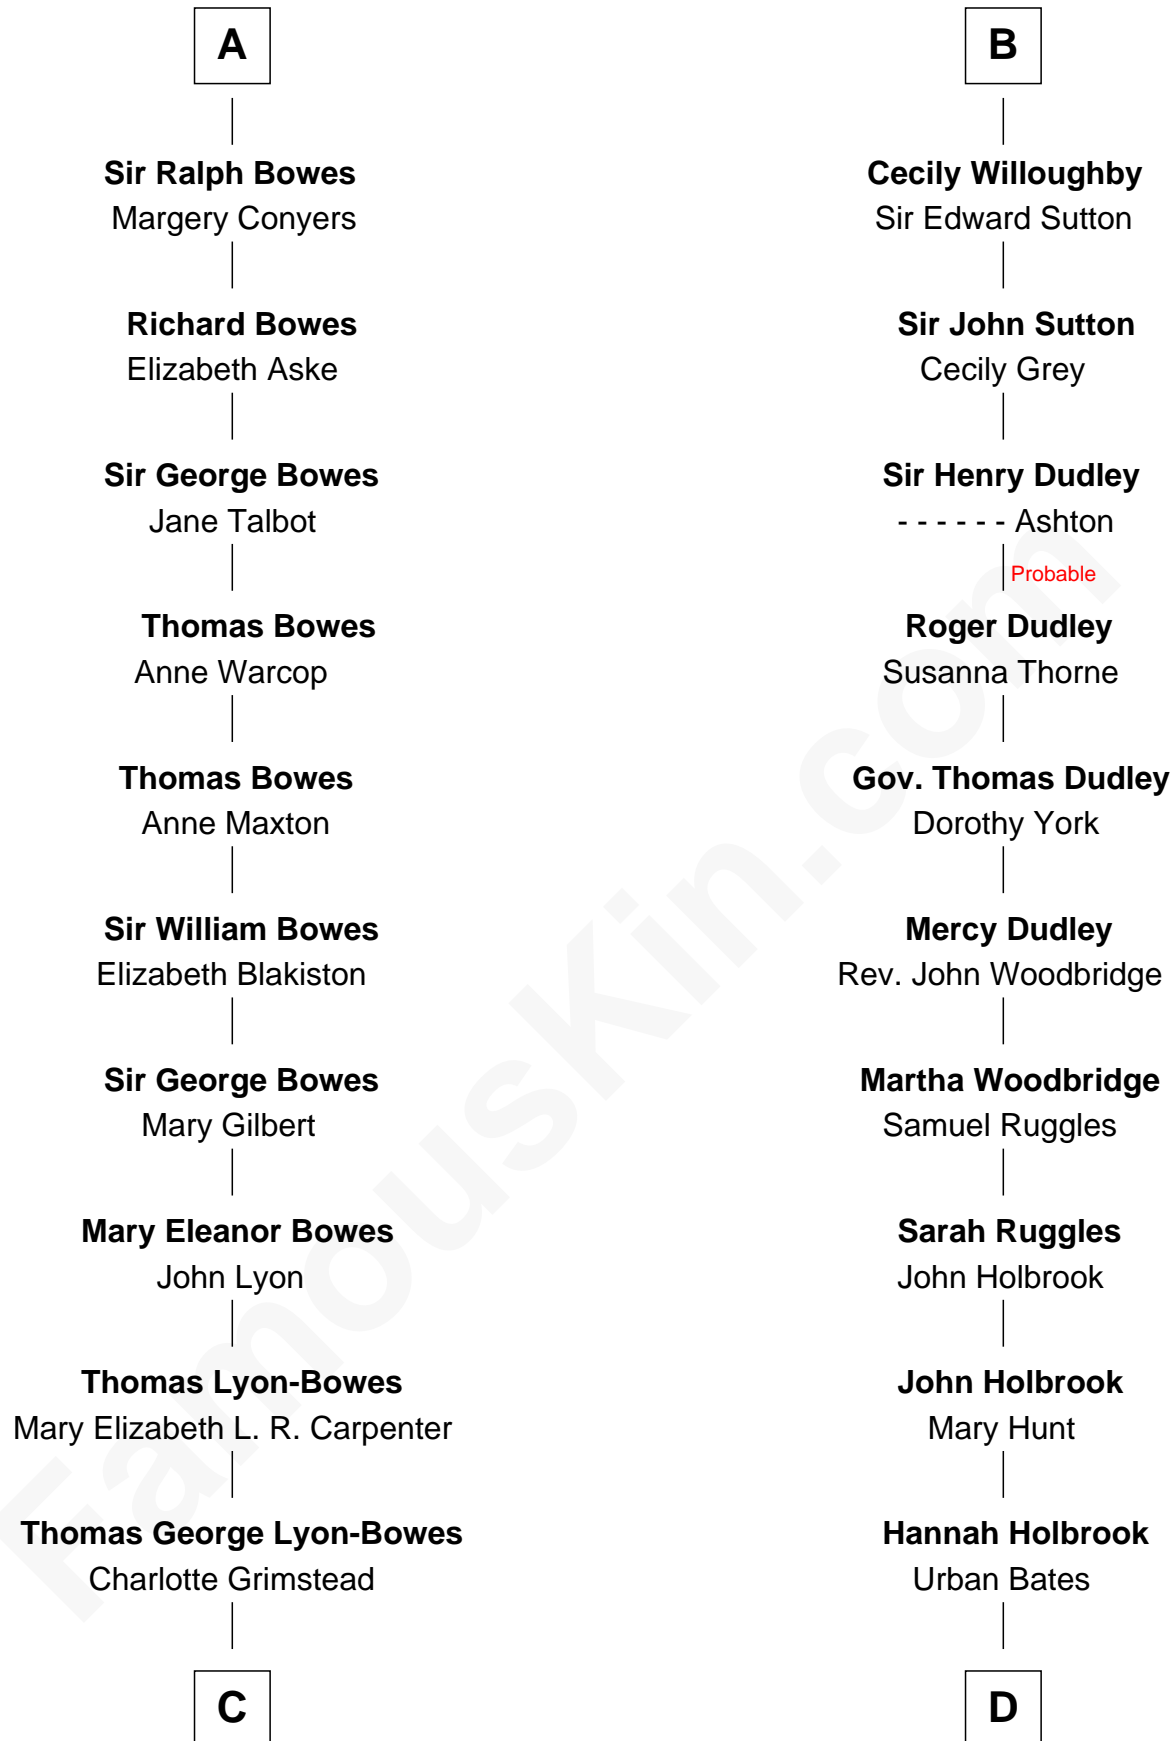 A
Sir Ralph Bowes
Margery Conyers
Richard Bowes
Elizabeth Aske
Sir George Bowes
Jane Talbot
Thomas Bowes
Anne Warcop
Thomas Bowes
Anne Maxton
Sir William Bowes
Elizabeth Blakiston
Sir George Bowes
Mary Gilbert
Mary Eleanor Bowes
John Lyon
Thomas Lyon-Bowes
Mary Elizabeth L. R. Carpenter
Thomas George Lyon-Bowes
Charlotte Grimstead
C
B
Cecily Willoughby
Sir Edward Sutton
Sir John Sutton
Cecily Grey
Sir Henry Dudley
- - - - - - Ashton
Probable
Roger Dudley
Susanna Thorne
Gov. Thomas Dudley
Dorothy York
Mercy Dudley
Rev. John Woodbridge
Martha Woodbridge
Samuel Ruggles
Sarah Ruggles
John Holbrook
John Holbrook
Mary Hunt
Hannah Holbrook
Urban Bates
D
FamousKin.com